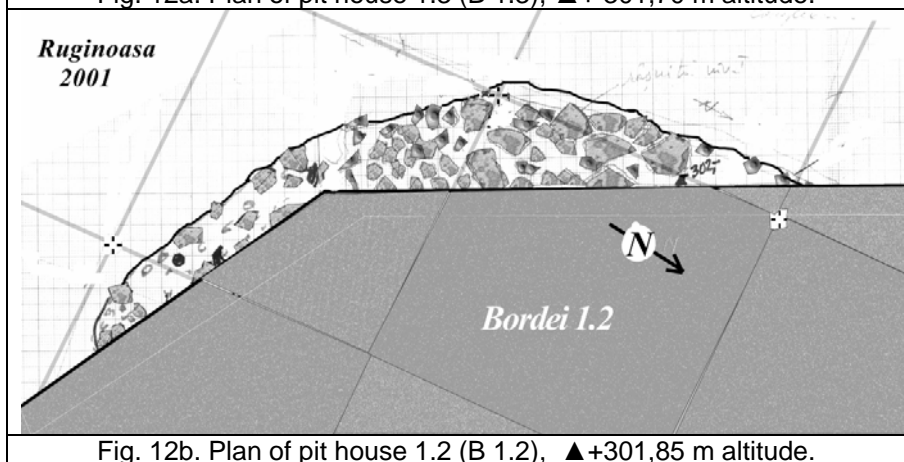 Fig. 12a. Plan of pit house 1.3 (B 1.3), ▲+ 301,70 m altitude.
Ruginoasa
2001
302,-
N
Bordei 1.2
Fig. 12b. Plan of pit house 1.2 (B 1.2), ▲+301,85 m altitude.